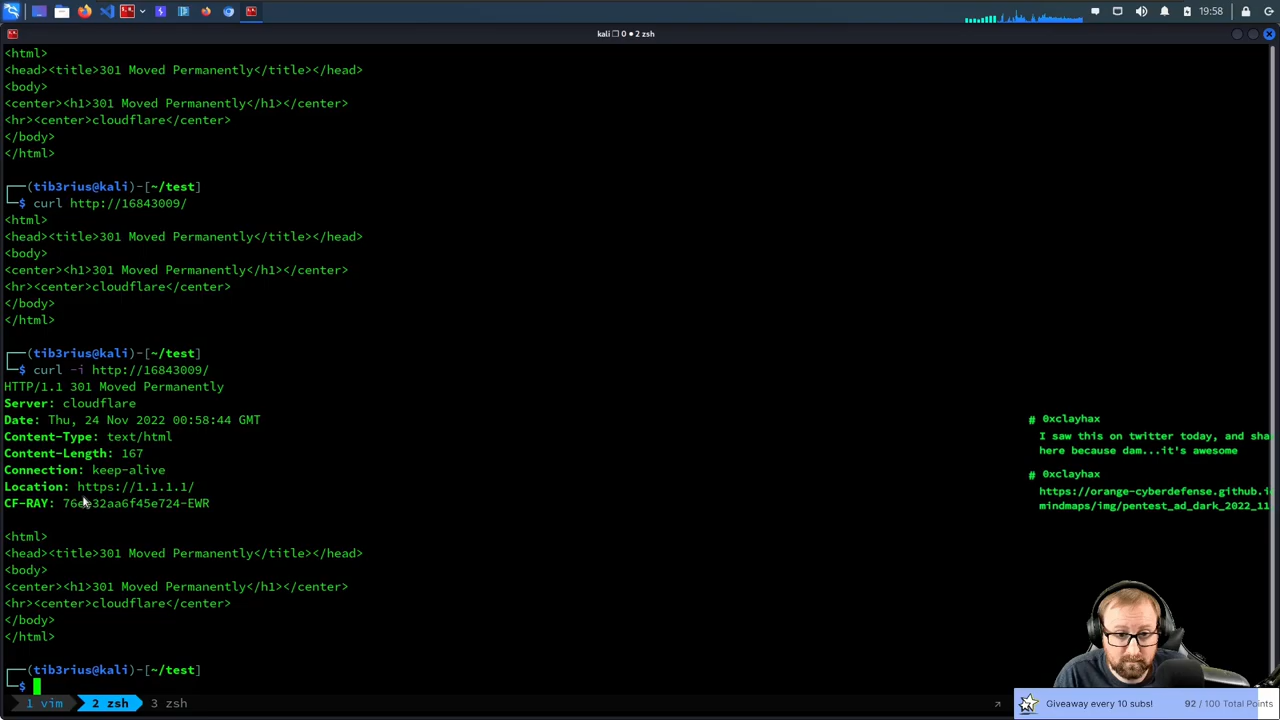 19:58
kali ❐ 0 ● 2 zsh
<html>
<head><title>301 Moved Permanently</title></head>
<body>
<center><h1>301 Moved Permanently</h1></center>
<hr><center>cloudflare</center>
</body>
</html>
┌──(tib3rius@kali)-[~/test]
└─$ curl http://16843009/
<html>
<head><title>301 Moved Permanently</title></head>
<body>
<center><h1>301 Moved Permanently</h1></center>
<hr><center>cloudflare</center>
</body>
</html>
┌──(tib3rius@kali)-[~/test]
└─$ curl -i http://16843009/
HTTP/1.1 301 Moved Permanently
Server: cloudflare
Date: Thu, 24 Nov 2022 00:58:44 GMT
Content-Type: text/html
Content-Length: 167
Connection: keep-alive
Location: https://1.1.1.1/
CF-RAY:
<html>
<head><title>301 Moved Permanently</title></head>
<body>
<center><h1>301 Moved Permanently</h1></center>
<hr><center>cloudflare</center>
</body>
</html>
┌──(tib3rius@kali)-[~/test]
└─$
# 0xclayhax
I saw this on twitter today, and sha
here because dam...it's awesome
# 0xclayhax
https://orange-cyberdefense.github.i
mindmaps/img/pentest_ad_dark_2022_11
1 vim 2 zsh 3 zsh
Giveaway every 10 subs! 92 / 100 Total Points